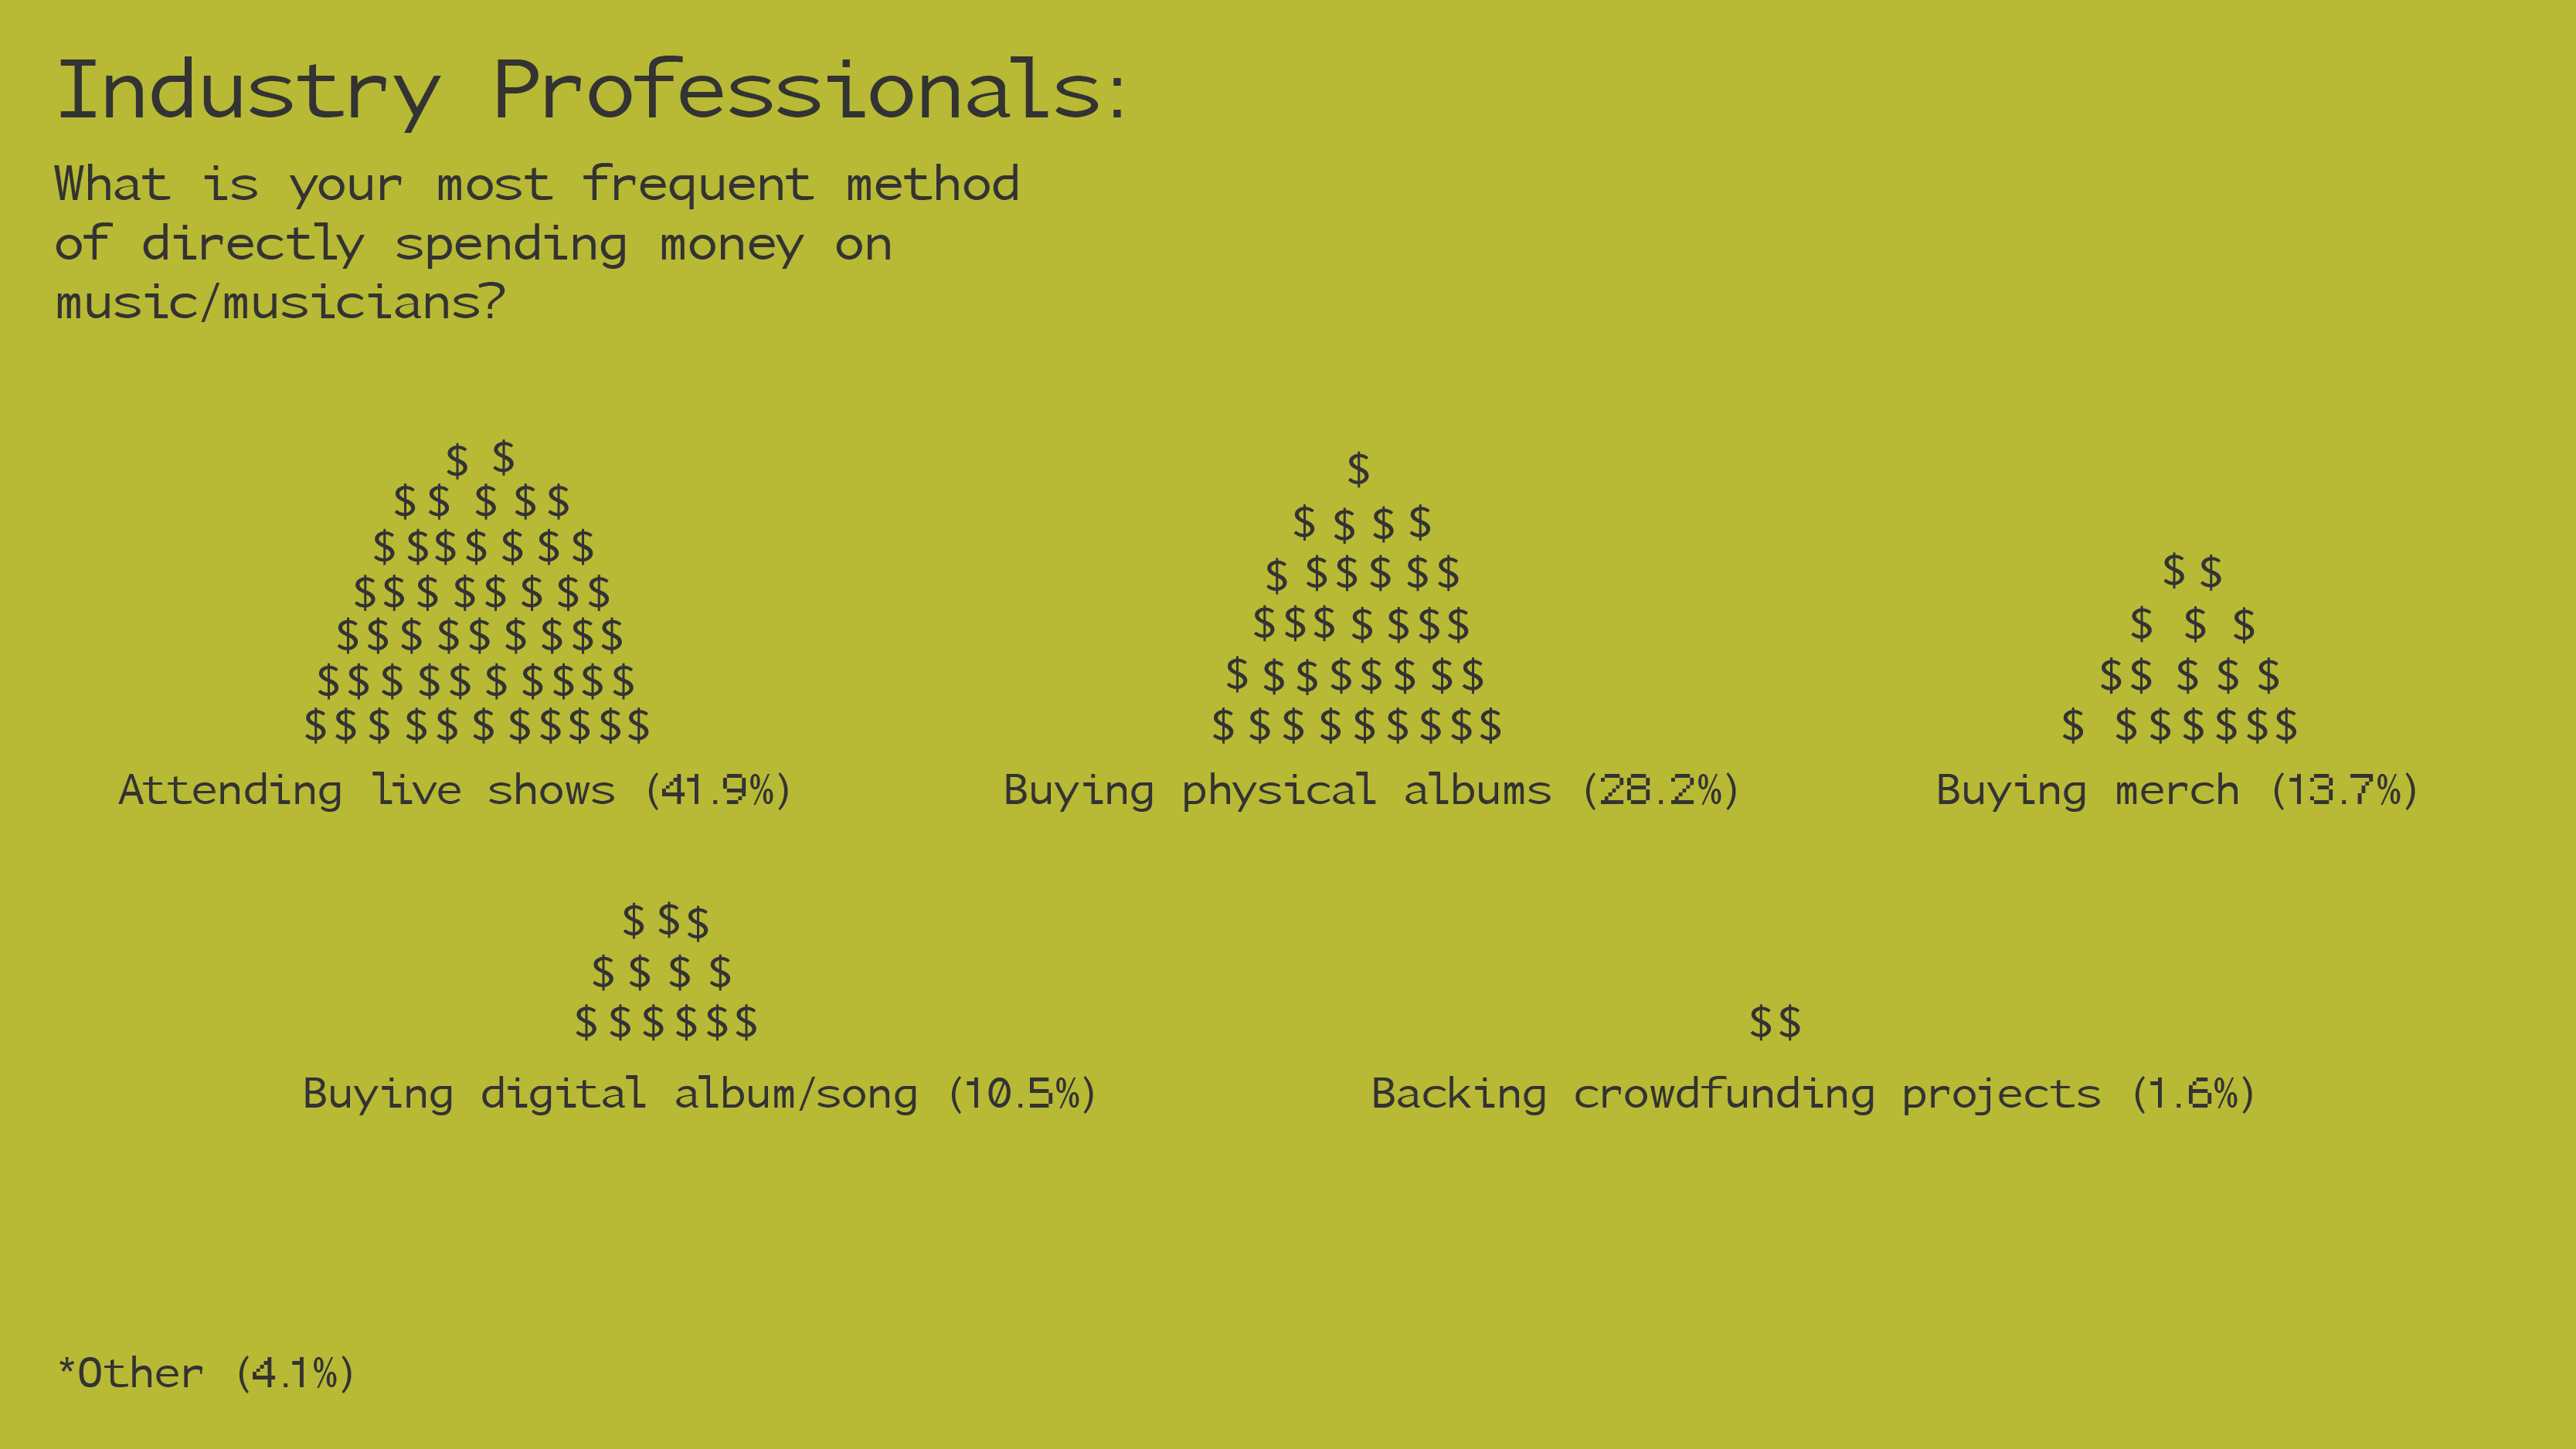 Industry Professionals:
What is your most frequent method
of directly spending money on
music/musicians?
$ $
$ $ $ $ $
$ $ $ $ $ $ $
$ $ $ $ $ $ $ $
$ $ $ $ $ $ $ $ $
$ $ $ $ $ $ $ $ $ $
$ $ $ $ $ $ $ $ $ $ $
Attending live shows (41.9%)
$
$ $ $ $
$ $ $ $ $ $
$ $ $ $ $ $ $
$ $ $ $ $ $ $ $
$ $ $ $ $ $ $ $ $
Buying physical albums (28.2%)
$ $
$ $ $
$ $ $ $ $
$ $ $ $ $ $ $
Buying merch (13.7%)
$ $ $
$ $ $ $
$ $ $ $ $ $
Buying digital album/song (10.5%)
$ $
Backing crowdfunding projects (1.6%)
*Other (4.1%)